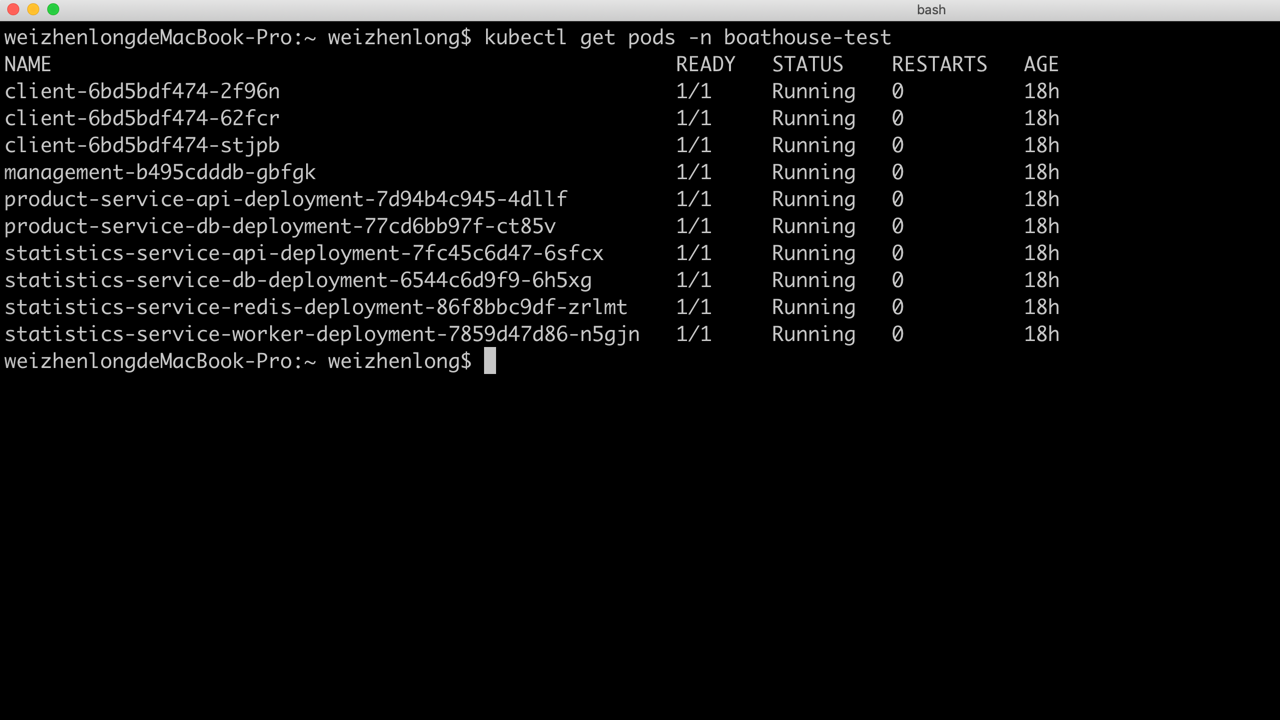 bash
weizhenlongdeMacBook-Pro:~ weizhenlong$ kubectl get pods -n boathouse-test
NAME READY STATUS RESTARTS AGE
client-6bd5bdf474-2f96n 1/1 Running 0 18h
client-6bd5bdf474-62fcr 1/1 Running 0 18h
client-6bd5bdf474-stjpb 1/1 Running 0 18h
management-b495cdddb-gbfgk 1/1 Running 0 18h
product-service-api-deployment-7d94b4c945-4dllf 1/1 Running 0 18h
product-service-db-deployment-77cd6bb97f-ct85v 1/1 Running 0 18h
statistics-service-api-deployment-7fc45c6d47-6sfcx 1/1 Running 0 18h
statistics-service-db-deployment-6544c6d9f9-6h5xg 1/1 Running 0 18h
statistics-service-redis-deployment-86f8bbc9df-zrlmt 1/1 Running 0 18h
statistics-service-worker-deployment-7859d47d86-n5gjn 1/1 Running 0 18h
weizhenlongdeMacBook-Pro:~ weizhenlong$